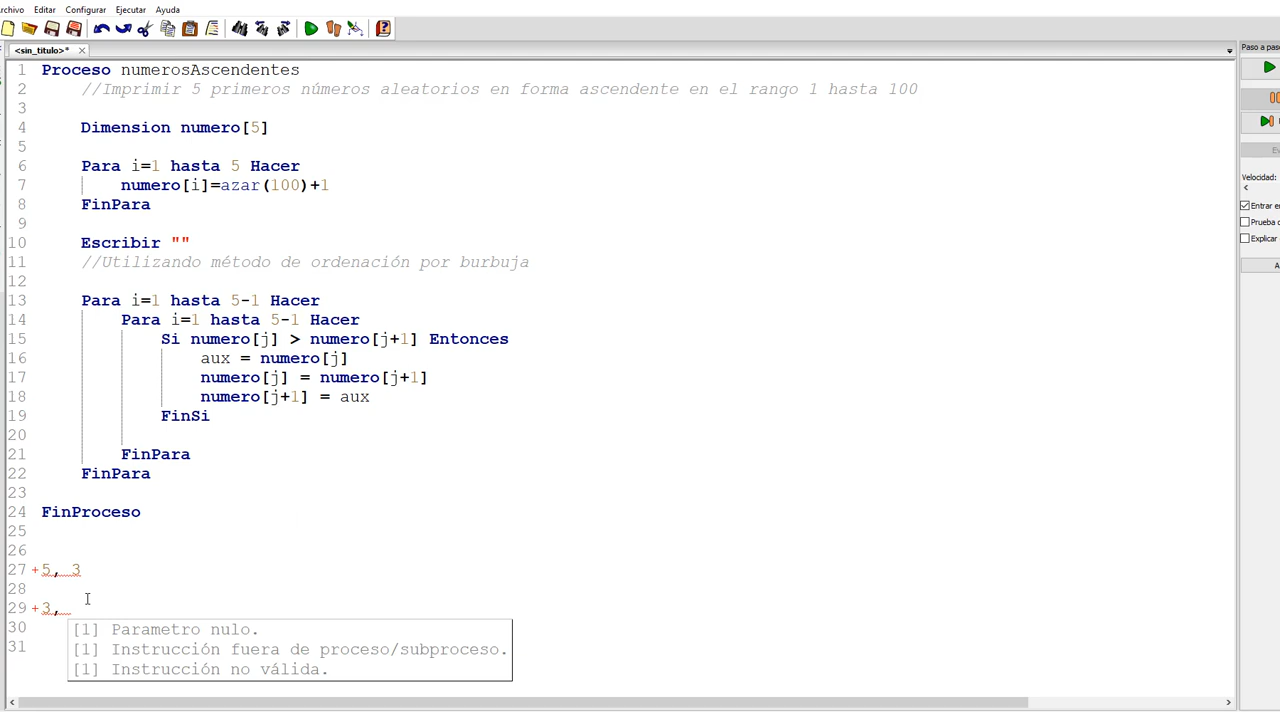 Archivo Editar Configurar Ejecutar Ayuda
<sin_titulo>*
1 Proceso numerosAscendentes
2 //Imprimir 5 primeros números aleatorios en forma ascendente en el rango 1 hasta 100
3
4 Dimension numero[5]
5
6 Para i=1 hasta 5 Hacer
7 numero[i]=azar(100)+1
8 FinPara
9
10 Escribir ""
11 //Utilizando método de ordenación por burbuja
12
13 Para i=1 hasta 5-1 Hacer
14 Para i=1 hasta 5-1 Hacer
15 Si numero[j] > numero[j+1] Entonces
16 aux = numero[j]
17 numero[j] = numero[j+1]
18 numero[j+1] = aux
19 FinSi
20
21 FinPara
22 FinPara
23
24 FinProceso
25
26
27 +5, 3
28
29 +3,
30
31
[1] Parametro nulo.
[1] Instrucción fuera de proceso/subproceso.
[1] Instrucción no válida.
Paso a paso
Velocidad:
Entrar en
Prueba
Explicar